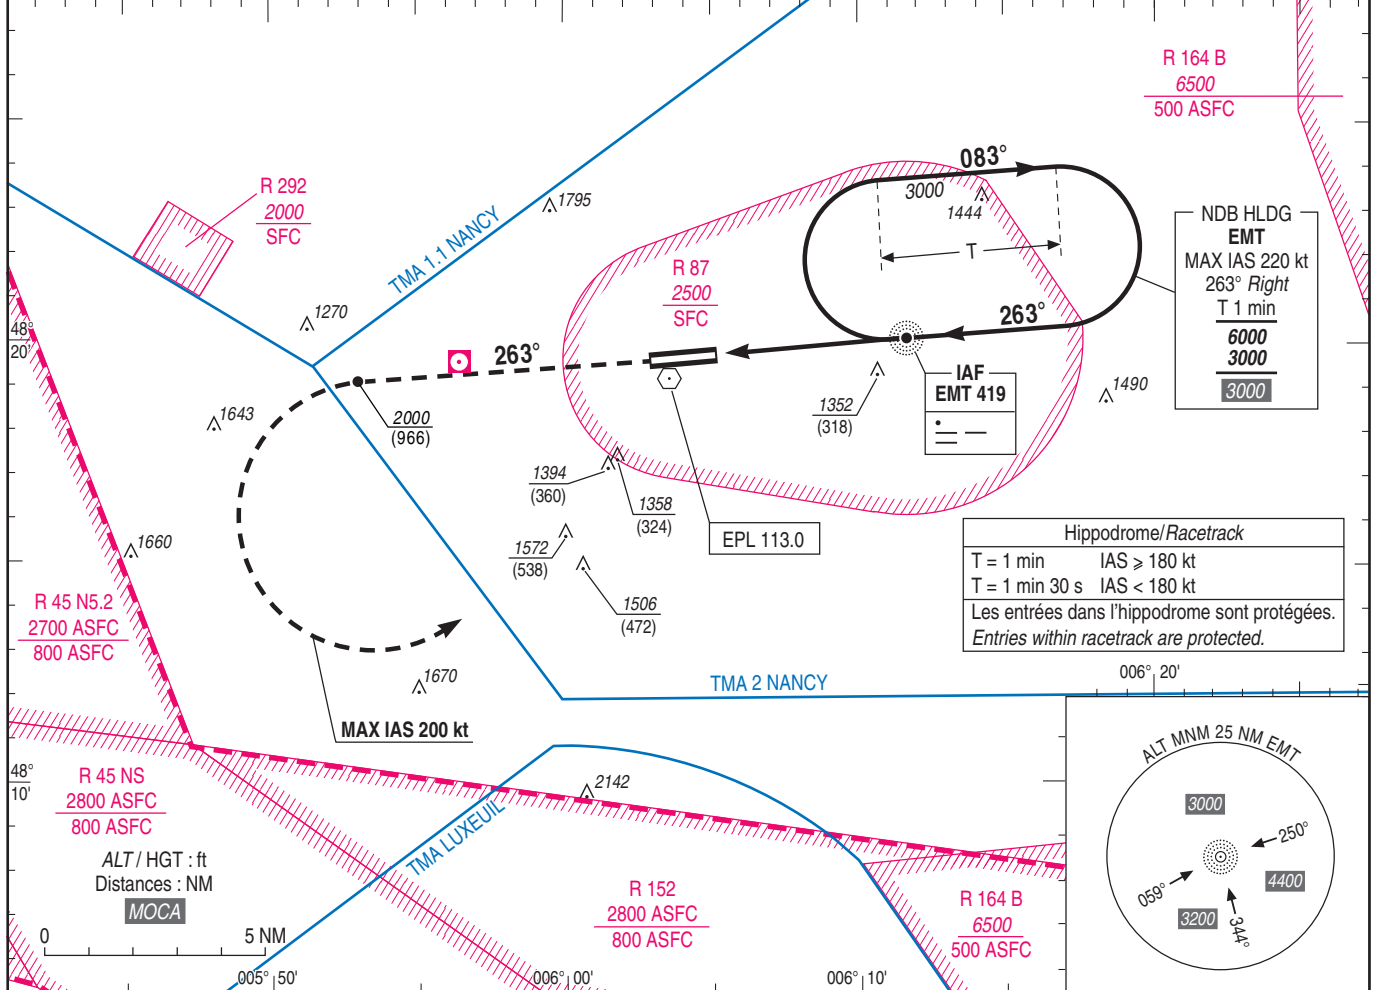 R 164 B
6500
500 ASFC
083°
3000
1444
T
R 292
2000
SFC
1795
TMA 1.1 NANCY
NDB HLDG
EMT
MAX IAS 220 kt
263° Right
T 1 min
6000
3000
3000
R 87
2500
SFC
1270
48°
20'
263°
263°
IAF
EMT 419
1490
1352
(318)
1643
2000
(966)
1394
(360)
1358
(324)
EPL 113.0
1572
(538)
1506
(472)
1660
Hippodrome/Racetrack
T = 1 min IAS ⩾ 180 kt
T = 1 min 30 s IAS < 180 kt
Les entrées dans l'hippodrome sont protégées.
Entries within racetrack are protected.
R 45 N5.2
2700 ASFC
800 ASFC
1670
TMA 2 NANCY
006° 20'
MAX IAS 200 kt
48°
10'
R 45 NS
2800 ASFC
800 ASFC
2142
TMA LUXEUIL
ALT / HGT : ft
Distances : NM
MOCA
0 5 NM
R 152
2800 ASFC
800 ASFC
R 164 B
6500
500 ASFC
ALT MNM 25 NM EMT
3000
250°
4400
059°
3200
344°
005° 50'
006° 00'
006° 10'